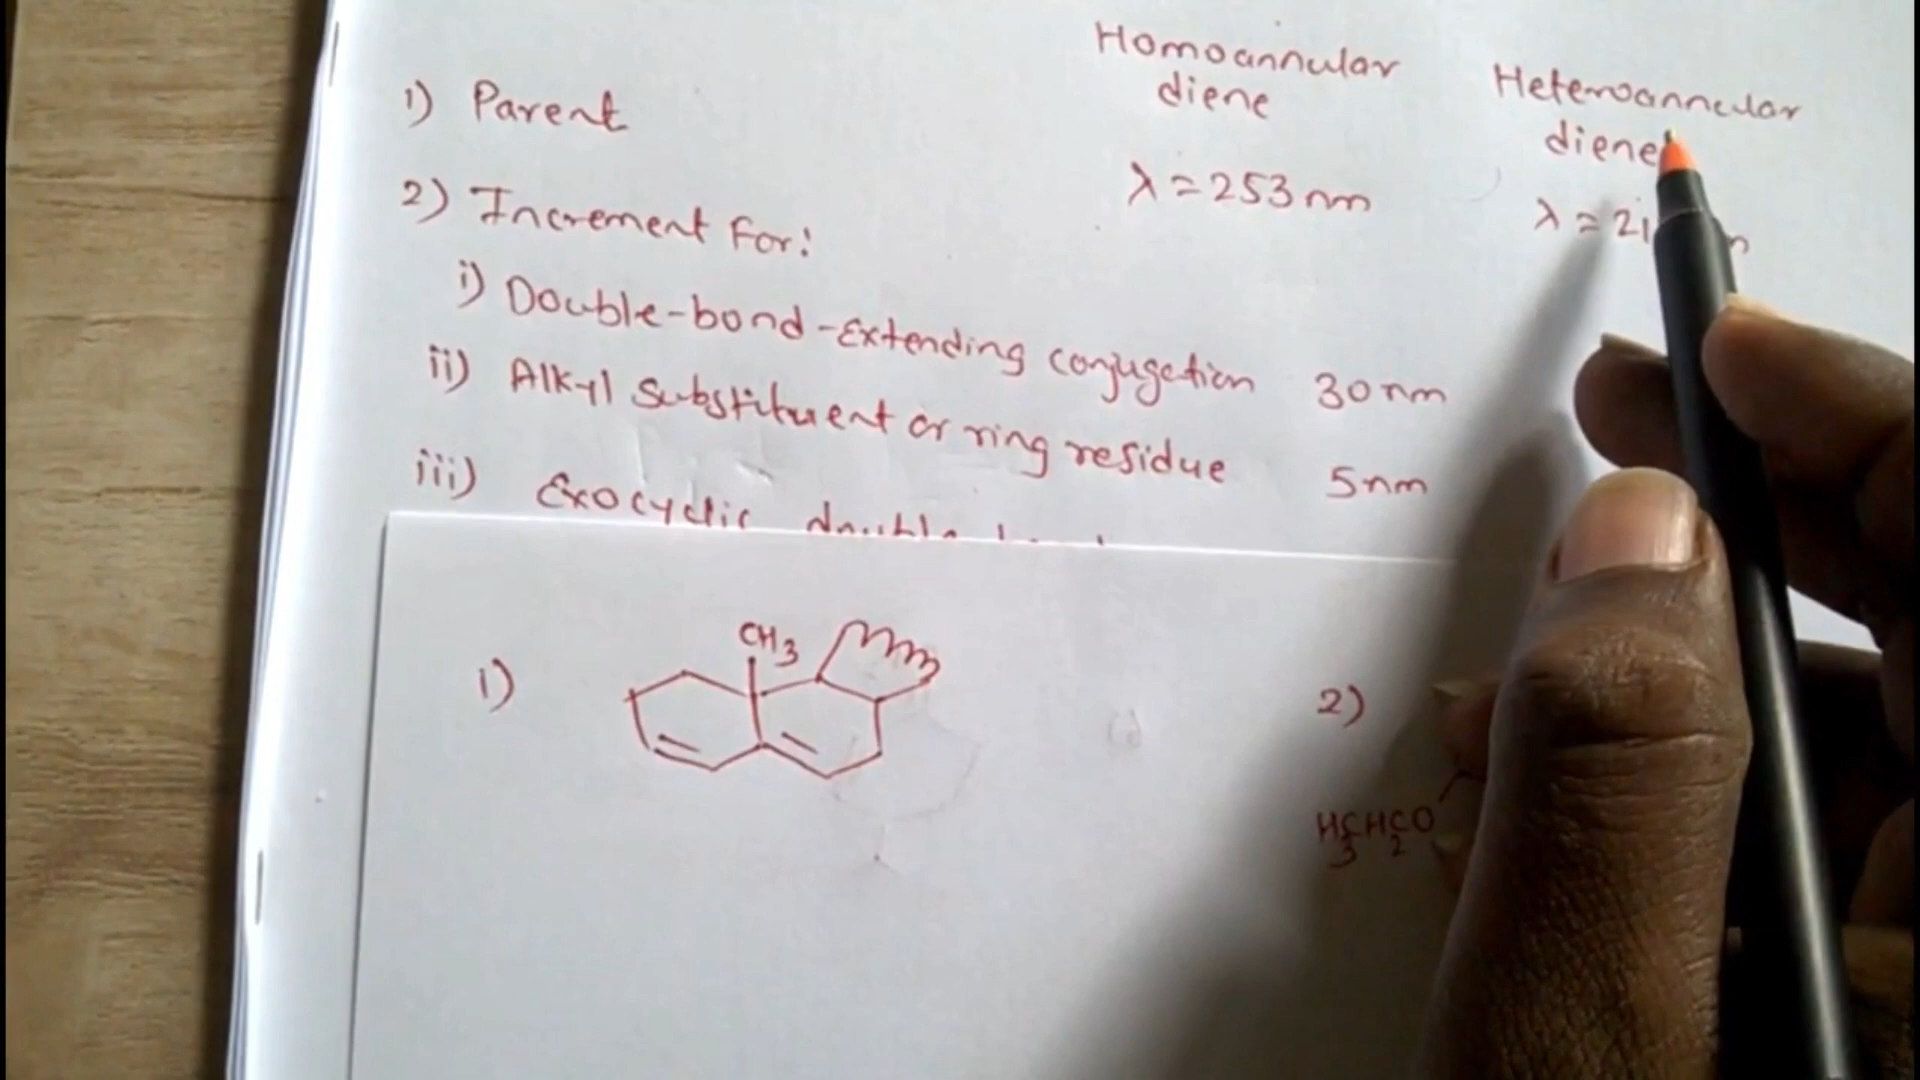 Homoannular
diene
Heteroannular
diene
1) Parent
λ = 253 nm
λ =
2) Increment For:
i) Double-bond-Extending conjugation 30 nm
ii) Alkyl Substituent or ring residue 5 nm
iii) Exocyclic double
1)
CH3
2)
H3CH2CO